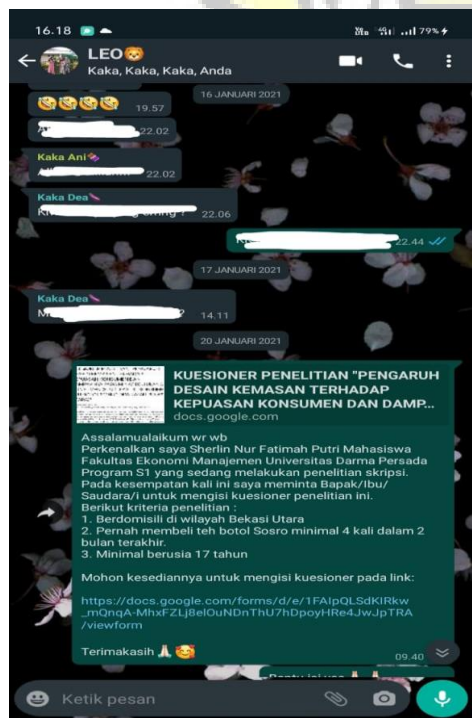 16.18 79%
LEO🦁
Kaka, Kaka, Kaka, Anda
16 JANUARI 2021
🤣🤣🤣🤣 19.57
22.02
Kaka Ani
22.02
Kaka Dea
22.06
22.44
17 JANUARI 2021
Kaka Dea
? 14.11
20 JANUARI 2021
KUESIONER PENELITIAN "PENGARUH
DESAIN KEMASAN TERHADAP
KEPUASAN KONSUMEN DAN DAMP...
docs.google.com
Assalamualaikum wr wb
Perkenalkan saya Sherlin Nur Fatimah Putri Mahasiswa
Fakultas Ekonomi Manajemen Universitas Darma Persada
Program S1 yang sedang melakukan penelitian skripsi.
Pada kesempatan kali ini saya meminta Bapak/Ibu/
Saudara/i untuk mengisi kuesioner penelitian ini.
Berikut kriteria penelitian :
1. Berdomisili di wilayah Bekasi Utara
2. Pernah membeli teh botol Sosro minimal 4 kali dalam 2
bulan terakhir.
3. Minimal berusia 17 tahun
Mohon kesediannya untuk mengisi kuesioner pada link:
https://docs.google.com/forms/d/e/1FAIpQLSdKIRkw
_mQnqA-MhxFZLj8elOuNDnThU7hDpoyHRe4JwJpTRA
/viewform
Terimakasih 🙏🏻🥰
09.40
Ketik pesan